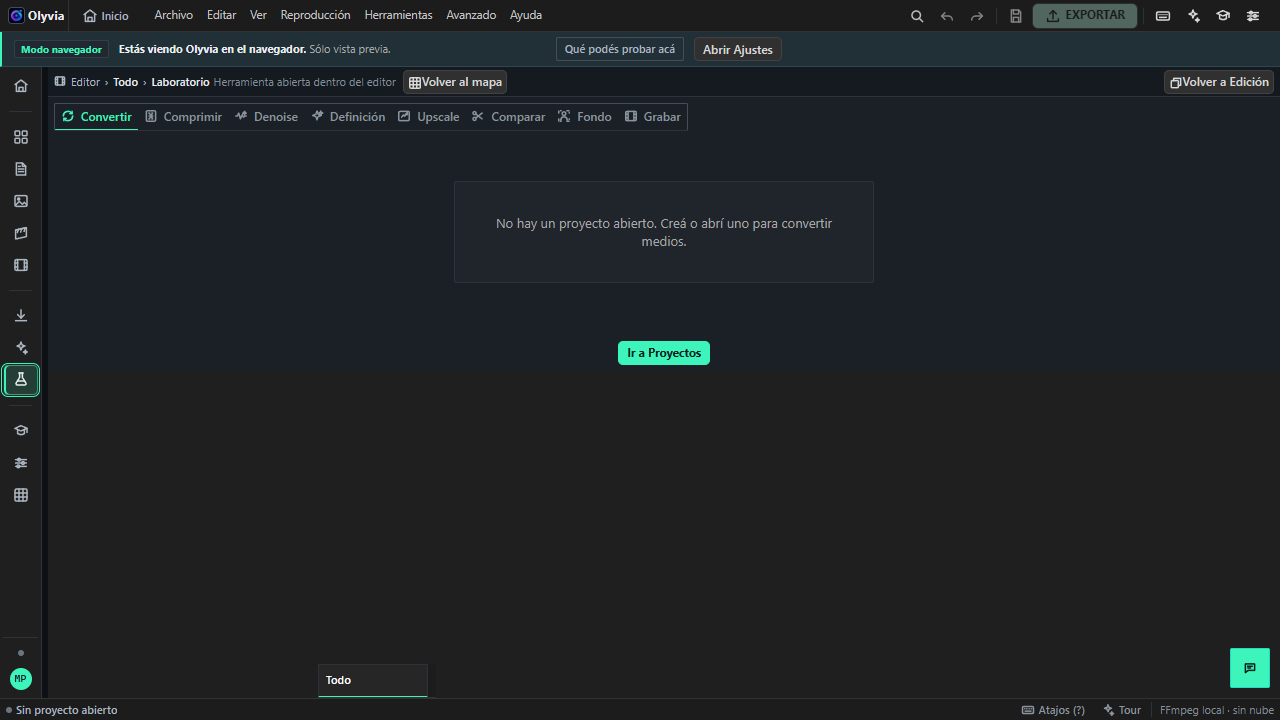 Olyvia Inicio Archivo Editar Ver Reproducción Herramientas Avanzado Ayuda EXPORTAR
Modo navegador Estás viendo Olyvia en el navegador. Sólo vista previa. Qué podés probar acá Abrir Ajustes
Editor › Todo › Laboratorio Herramienta abierta dentro del editor Volver al mapa Volver a Edición
Convertir Comprimir Denoise Definición Upscale Comparar Fondo Grabar
No hay un proyecto abierto. Creá o abrí uno para convertir
medios.
Ir a Proyectos
MP
Todo
Sin proyecto abierto Atajos (?) Tour FFmpeg local · sin nube